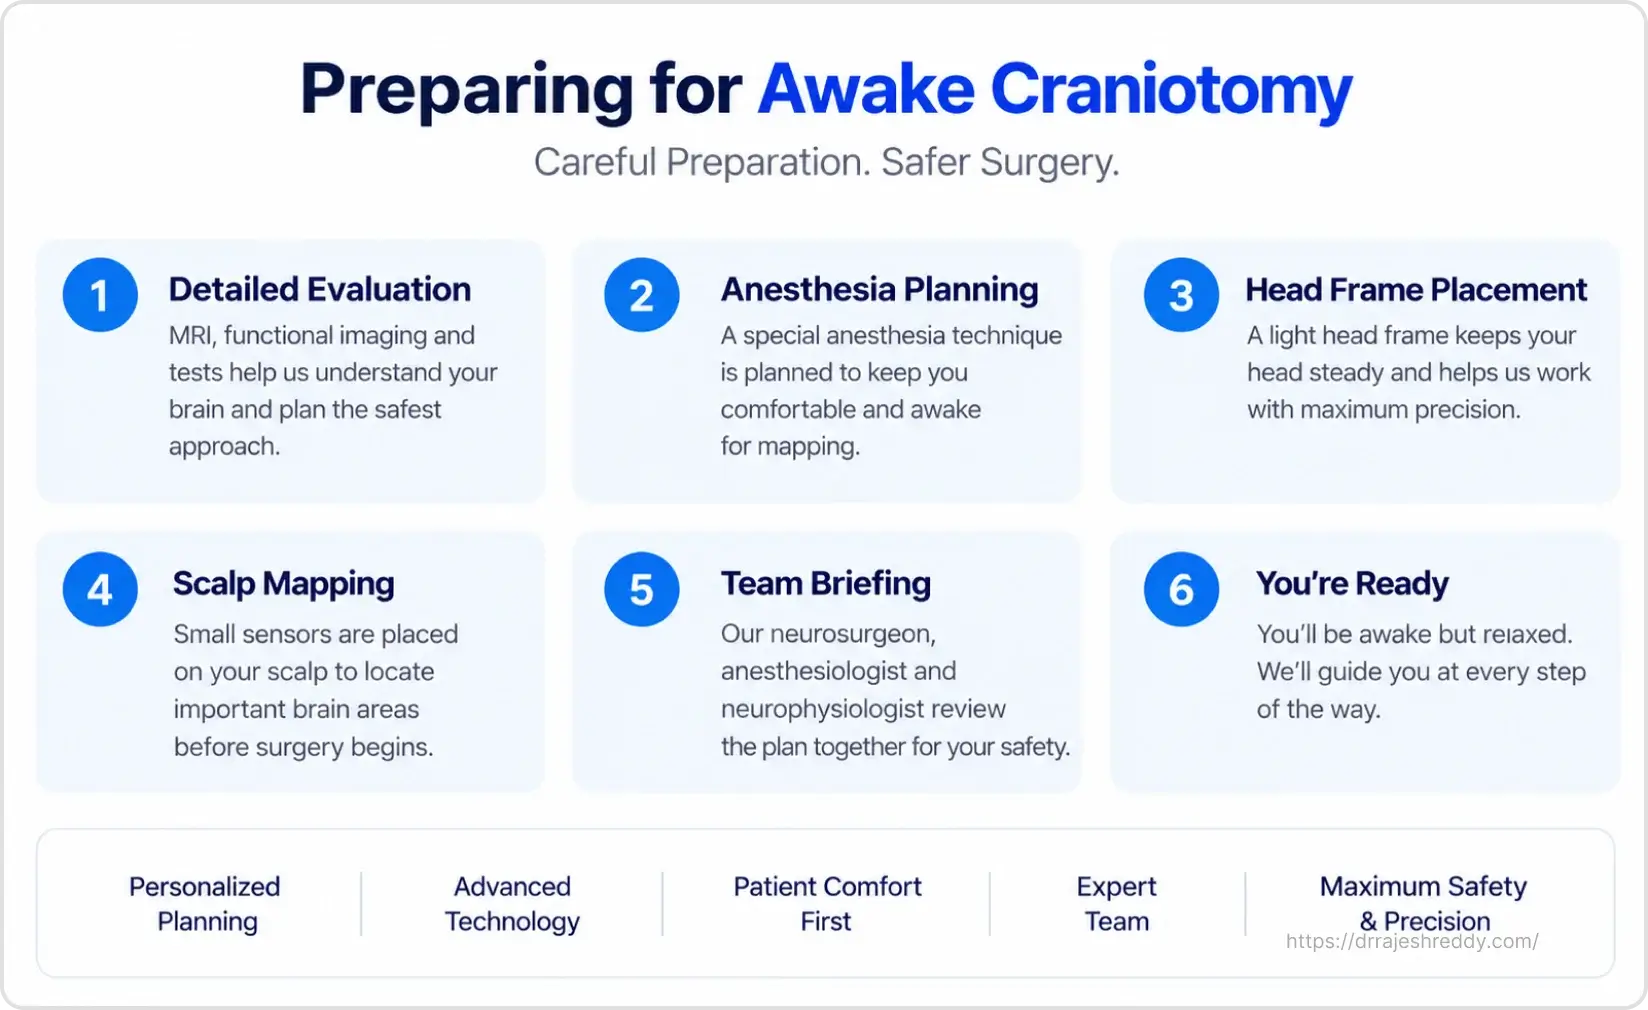 Preparing for Awake Craniotomy
Careful Preparation. Safer Surgery.
1
Detailed Evaluation
MRI, functional imaging and
tests help us understand your
brain and plan the safest
approach.
2
Anesthesia Planning
A special anesthesia technique
is planned to keep you
comfortable and awake
for mapping.
3
Head Frame Placement
A light head frame keeps your
head steady and helps us work
with maximum precision.
4
Scalp Mapping
Small sensors are placed
on your scalp to locate
important brain areas
before surgery begins.
5
Team Briefing
Our neurosurgeon,
anesthesiologist and
neurophysiologist review
the plan together for your safety.
6
You’re Ready
You’ll be awake but relaxed.
We’ll guide you at every step
of the way.
Personalized
Planning
Advanced
Technology
Patient Comfort
First
Expert
Team
Maximum Safety
& Precision
https://drrajeshreddy.com/